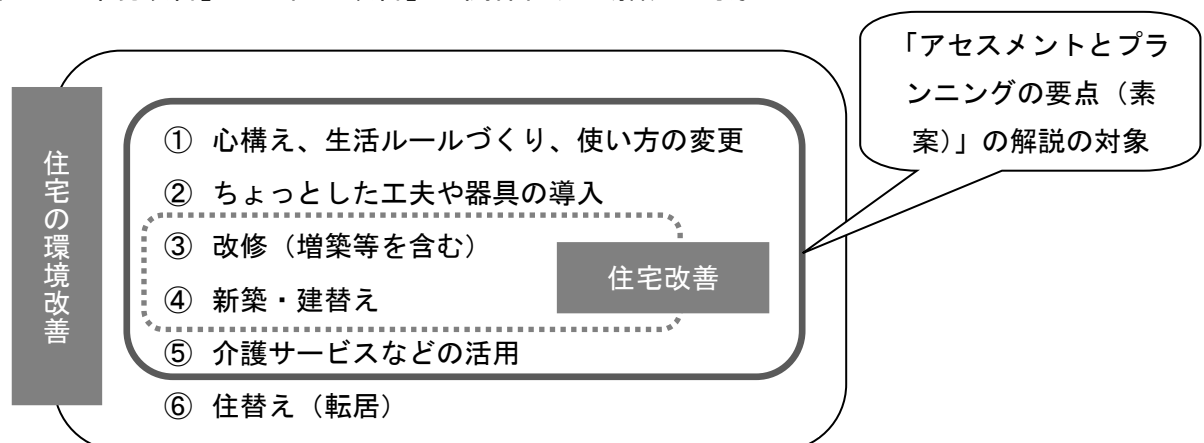 住宅の環境改善
① 心構え、生活ルールづくり、使い方の変更
② ちょっとした工夫や器具の導入
③ 改修（増築等を含む）
④ 新築・建替え
住宅改善
⑤ 介護サービスなどの活用
⑥ 住替え（転居）
「アセスメントとプラ
ンニングの要点（素
案）」の解説の対象